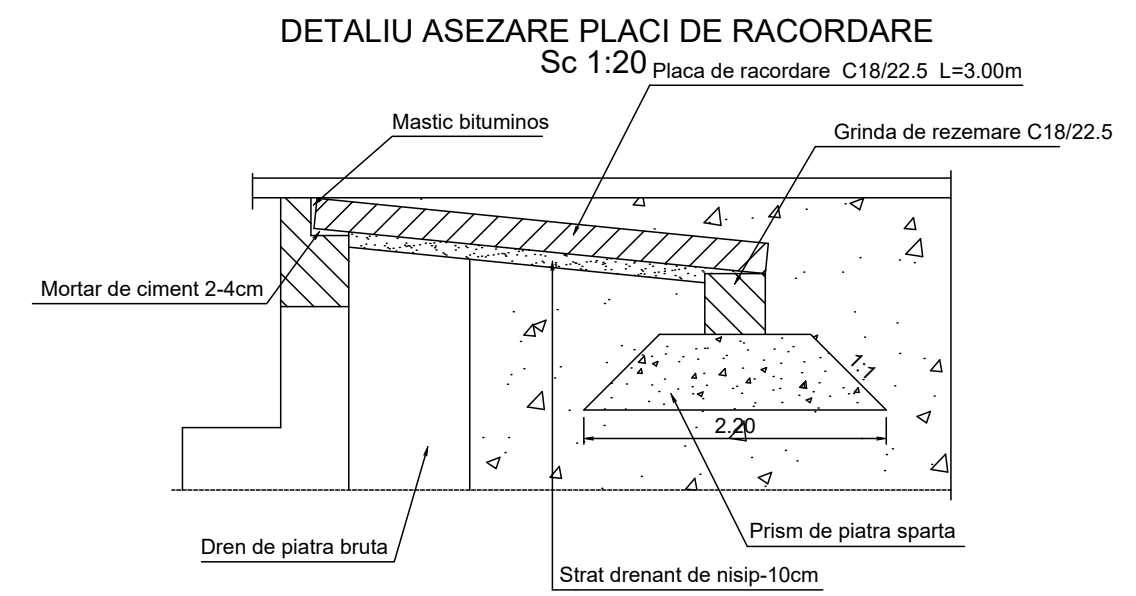 DETALIU ASEZARE PLACI DE RACORDARE
Sc 1:20
Placa de racordare C18/22.5 L=3.00m
Mastic bituminos
Grinda de rezemare C18/22.5
Mortar de ciment 2-4cm
1:1
2.20
Dren de piatra bruta
Prism de piatra sparta
Strat drenant de nisip-10cm